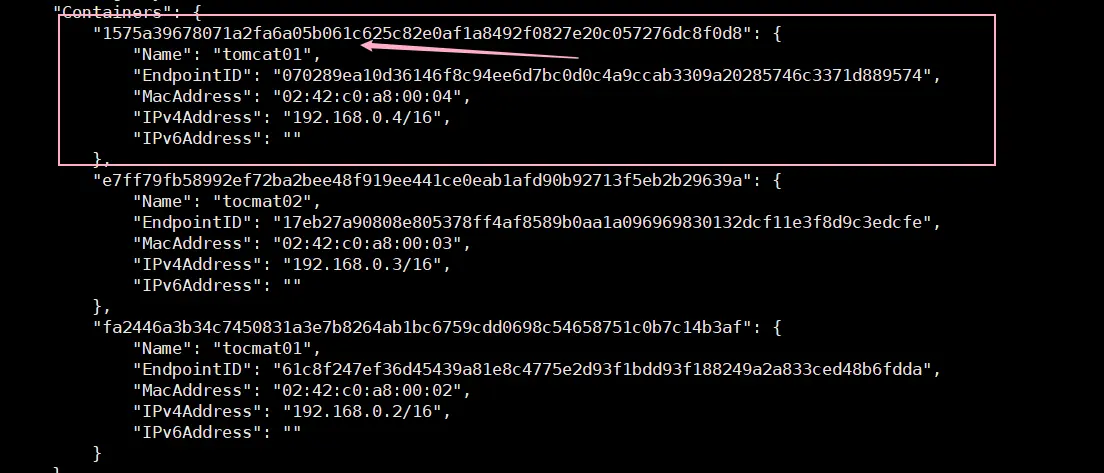 "Containers": {
"1575a39678071a2fa6a05b061c625c82e0af1a8492f0827e20c057276dc8f0d8": {
"Name": "tomcat01",
"EndpointID": "070289ea10d36146f8c94ee6d7bc0d0c4a9ccab3309a20285746c3371d889574",
"MacAddress": "02:42:c0:a8:00:04",
"IPv4Address": "192.168.0.4/16",
"IPv6Address": ""
},
"e7ff79fb58992ef72ba2bee48f919ee441ce0eab1afd90b92713f5eb2b29639a": {
"Name": "tocmat02",
"EndpointID": "17eb27a90808e805378ff4af8589b0aa1a096969830132dcf11e3f8d9c3edcfe",
"MacAddress": "02:42:c0:a8:00:03",
"IPv4Address": "192.168.0.3/16",
"IPv6Address": ""
},
"fa2446a3b34c7450831a3e7b8264ab1bc6759cdd0698c54658751c0b7c14b3af": {
"Name": "tocmat01",
"EndpointID": "61c8f247ef36d45439a81e8c4775e2d93f1bdd93f188249a2a833ced48b6fdda",
"MacAddress": "02:42:c0:a8:00:02",
"IPv4Address": "192.168.0.2/16",
"IPv6Address": ""
}